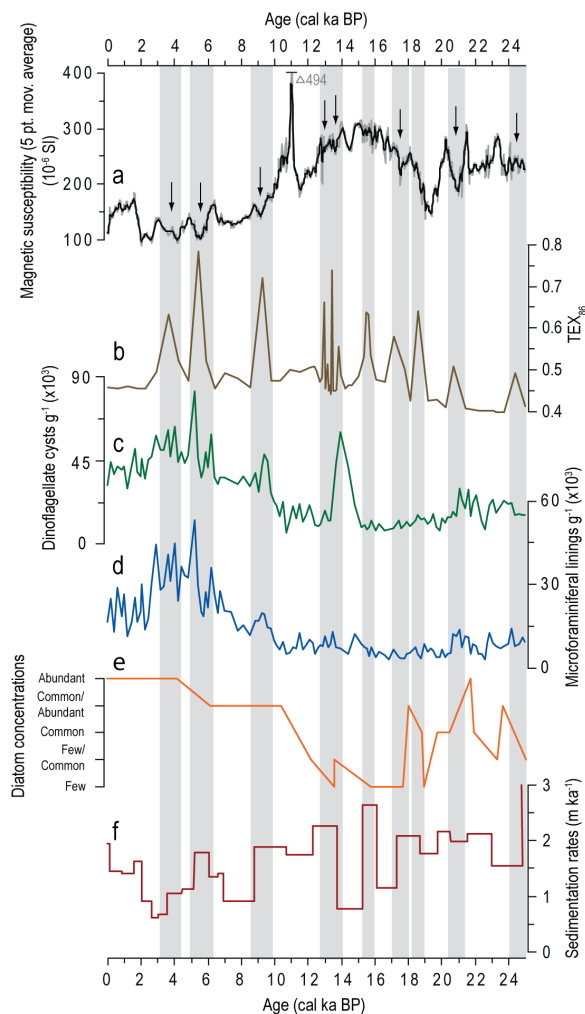 Age (cal ka BP)
0 2 4 6 8 10 12 14 16 18 20 22 24
Magnetic susceptibility (5 pt. mov. average)
(10⁻⁶ SI)
400
300
200
100
△494
a
0.8
0.7
0.6
0.5
0.4
TEX₈₆
b
Dinoflagellate cysts g⁻¹ (x10³)
90
45
0
c
60
30
0
Microforaminiferal linings g⁻¹ (x10³)
d
e
Diatom concentrations
Abundant
Common/
Abundant
Common
Few/
Common
Few
f
3
2
1
0
Sedimentation rates (m ka⁻¹)
0 2 4 6 8 10 12 14 16 18 20 22 24
Age (cal ka BP)